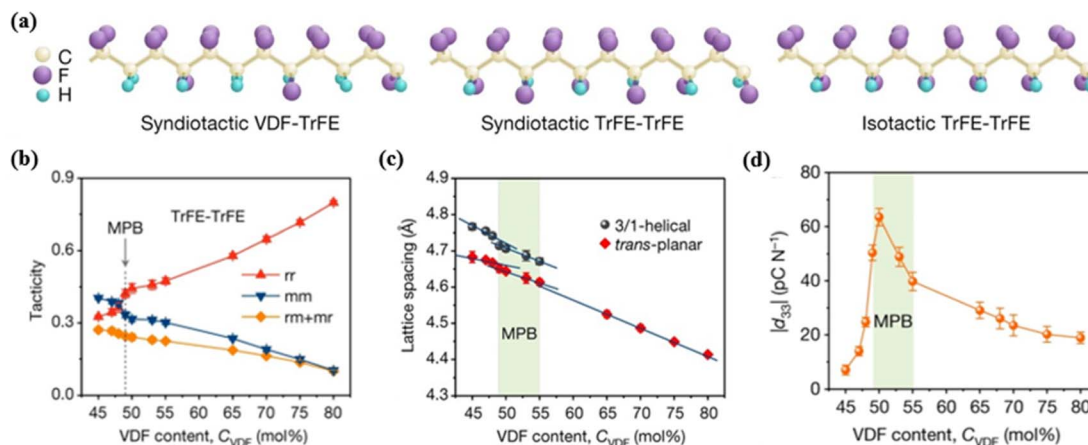 (a)
C
F
H
Syndiotactic VDF-TrFE
Syndiotactic TrFE-TrFE
Isotactic TrFE-TrFE
(b)
0.9
0.6
0.3
0.0
Tacticity
MPB
TrFE-TrFE
rr
mm
rm+mr
45 50 55 60 65 70 75 80
VDF content, C_VDF (mol%)
(c)
4.9
4.8
4.7
4.6
4.5
4.4
4.3
Lattice spacing (Å)
3/1-helical
trans-planar
MPB
45 50 55 60 65 70 75 80
VDF content, C_VDF (mol%)
(d)
80
60
40
20
0
|d33| (pC N⁻¹)
MPB
45 50 55 60 65 70 75 80
VDF content, C_VDF (mol%)